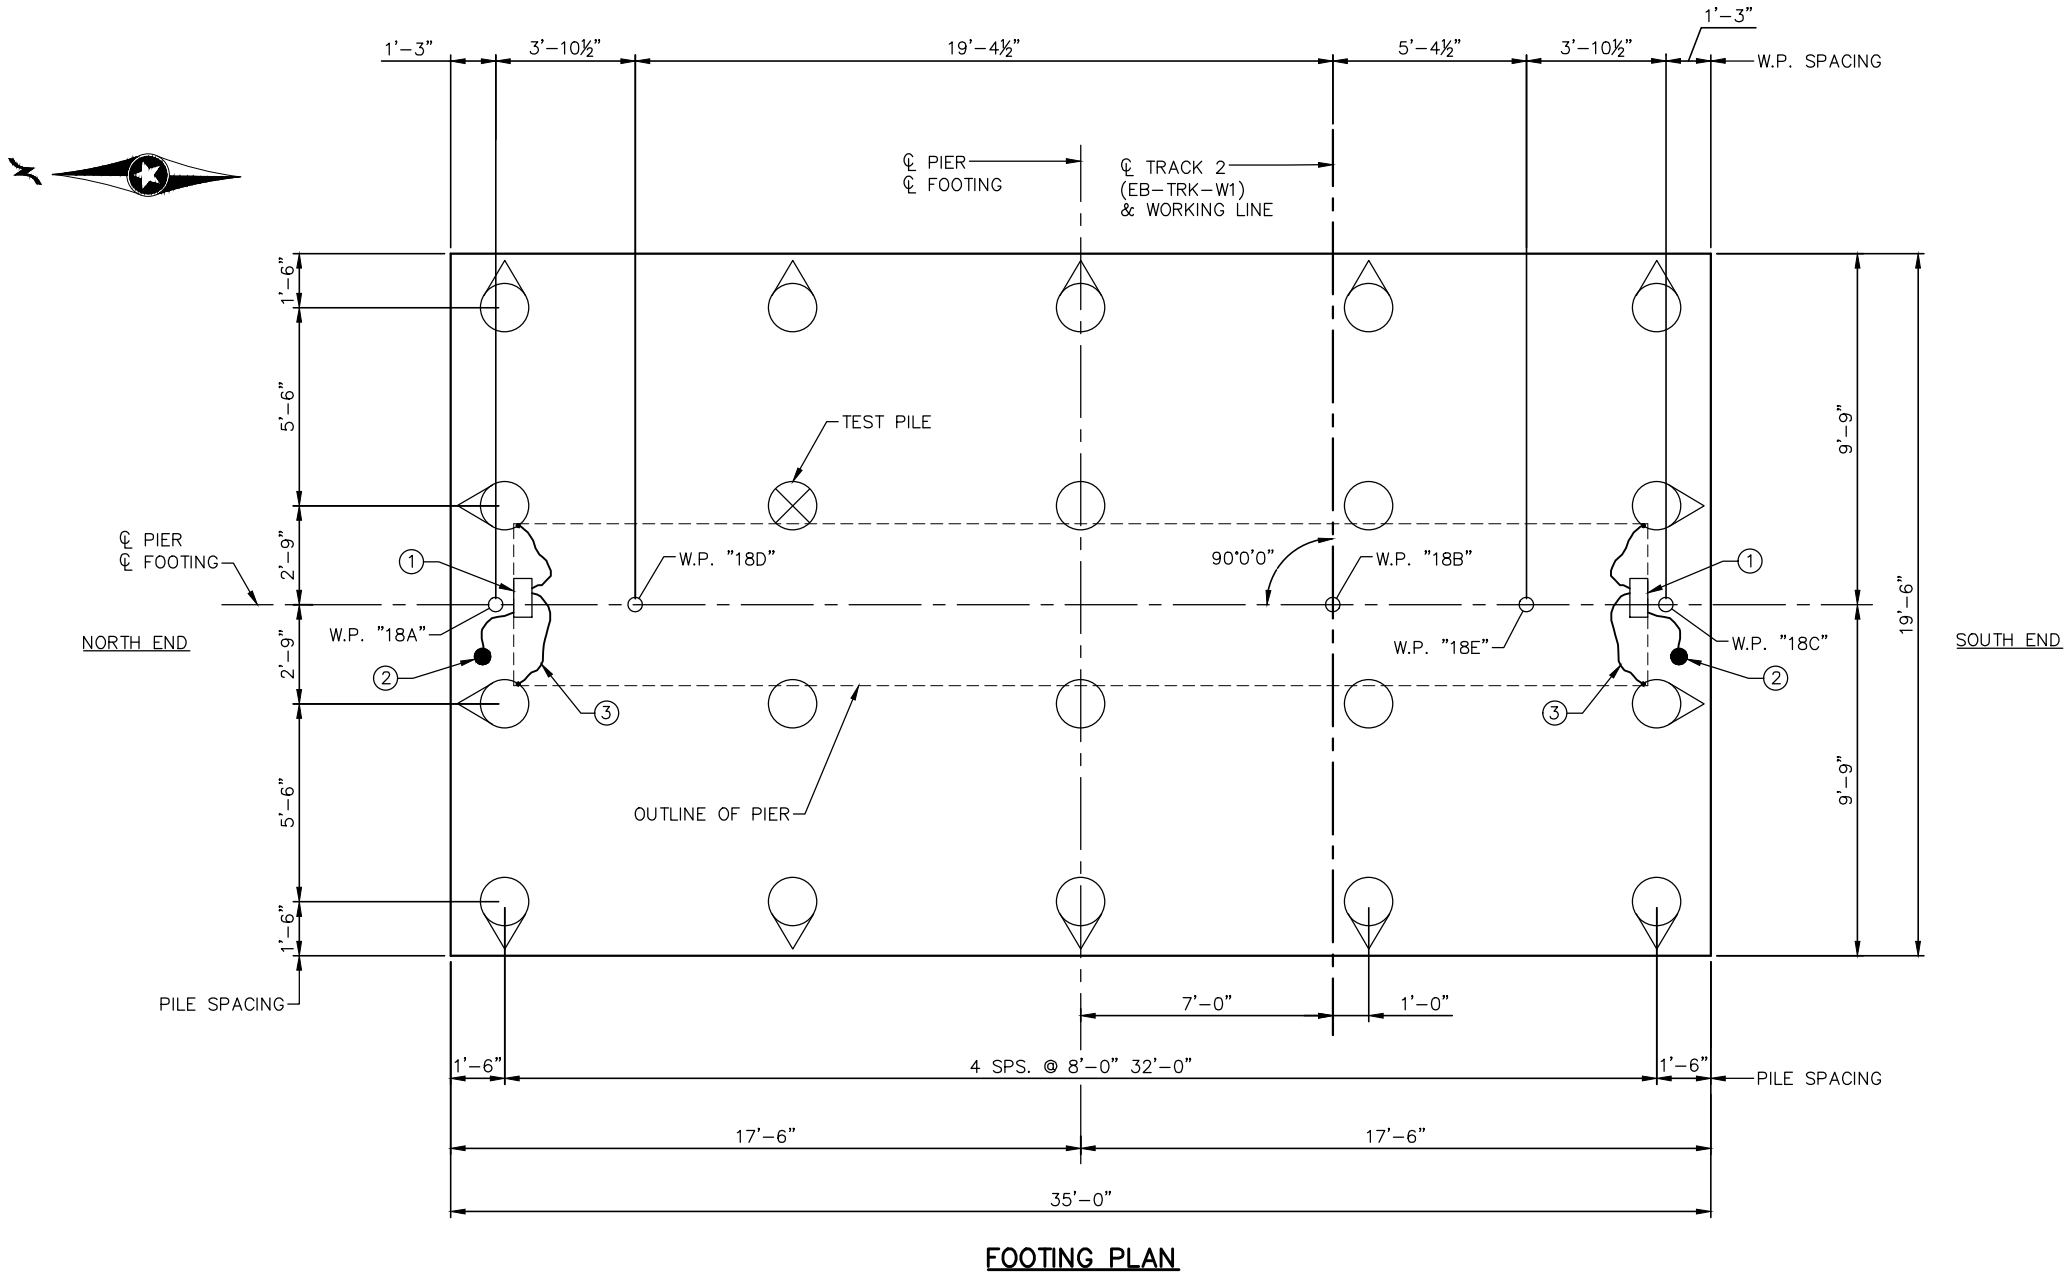 1'-3"
1'-3" 3'-10½" 19'-4½" 5'-4½" 3'-10½"
W.P. SPACING
N
℄ PIER
℄ FOOTING
℄ TRACK 2
(EB-TRK-W1)
& WORKING LINE
1'-6"
5'-6"
2'-9"
2'-9"
5'-6"
1'-6"
PILE SPACING
9'-9"
9'-9"
19'-6"
TEST PILE
℄ PIER
℄ FOOTING
1
W.P. "18D"
90°0'0"
W.P. "18B"
1
NORTH END
W.P. "18A"
W.P. "18E"
W.P. "18C"
SOUTH END
2
2
3
3
OUTLINE OF PIER
7'-0" 1'-0"
1'-6" 4 SPS. @ 8'-0" 32'-0" 1'-6"
PILE SPACING
17'-6" 17'-6"
35'-0"
FOOTING PLAN